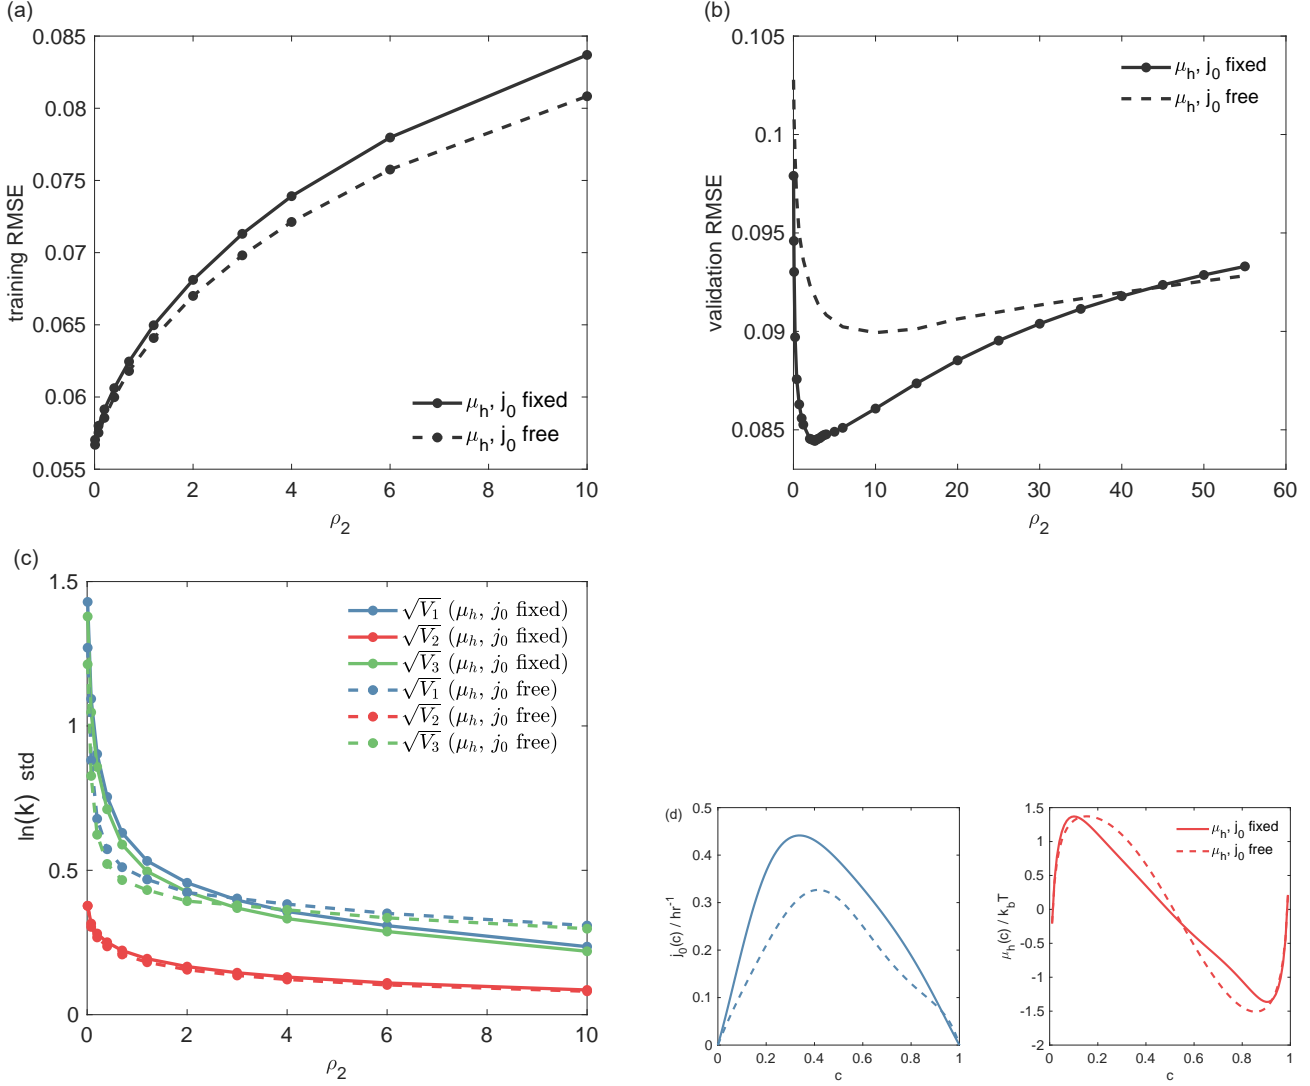 (a)
0.085
0.08
0.075
0.07
0.065
0.06
0.055
training RMSE
μh, j0 fixed
μh, j0 free
0 2 4 6 8 10
ρ2
(b)
0.105
0.1
0.095
0.09
0.085
validation RMSE
μh, j0 fixed
μh, j0 free
0 10 20 30 40 50 60
ρ2
(c)
1.5
1
0.5
0
ln(k) std
√V1 (μh, j0 fixed)
√V2 (μh, j0 fixed)
√V3 (μh, j0 fixed)
√V1 (μh, j0 free)
√V2 (μh, j0 free)
√V3 (μh, j0 free)
0 2 4 6 8 10
ρ2
(d)
0.5
0.4
0.3
0.2
0.1
0
j0(c) / hr-1
0 0.2 0.4 0.6 0.8 1
c
1.5
1
0.5
0
-0.5
-1
-1.5
-2
μh(c) / kbT
μh, j0 fixed
μh, j0 free
0 0.2 0.4 0.6 0.8 1
c